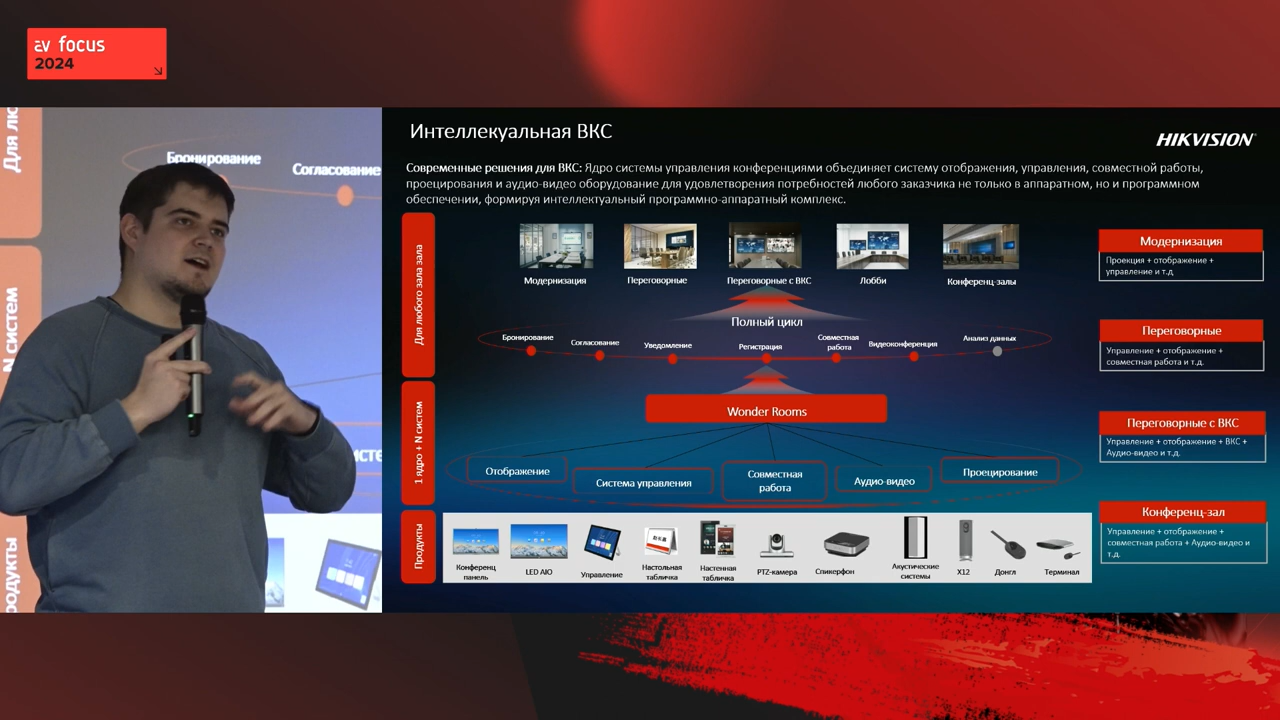 av focus
2024
Для лю
N систем
родукты
Бронирование
Согласование
исте
Интеллекуальная ВКС
HIKVISION
Современные решения для ВКС: Ядро системы управления конференциями объединяет систему отображения, управления, совместной работы,
проецирования и аудио-видео оборудование для удовлетворения потребностей любого заказчика не только в аппаратном, но и программном
обеспечении, формируя интеллектуальный программно-аппаратный комплекс.
Для любого зала зала
Модернизация
Переговорные
Переговорные с ВКС
Лобби
Конференц-залы
Полный цикл
Бронирование
Согласование
Уведомление
Регистрация
Совместная
работа
Видеоконференция
Анализ данных
1 ядро + N систем
Wonder Rooms
Отображение
Система управления
Совместная
работа
Аудио-видео
Проецирование
Продукты
Конференц
панель
LED AIO
Управление
Настольная
табличка
Настенная
табличка
PTZ-камера
Спикерфон
Акустические
системы
X12
Донгл
Терминал
Модернизация
Проекция + отображение +
управление и т.д
Переговорные
Управление + отображение +
совместная работа и т.д.
Переговорные с ВКС
Управление + отображение + ВКС +
Аудио-видео и т.д.
Конференц-зал
Управление + отображение +
совместная работа + Аудио-видео и
т.д.